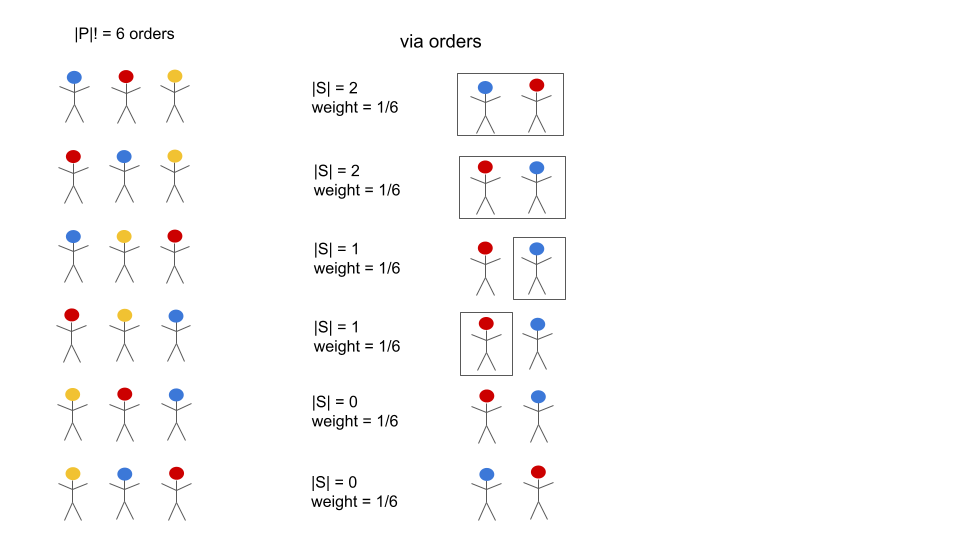 |P|! = 6 orders
via orders
|S| = 2
weight = 1/6
|S| = 2
weight = 1/6
|S| = 1
weight = 1/6
|S| = 1
weight = 1/6
|S| = 0
weight = 1/6
|S| = 0
weight = 1/6